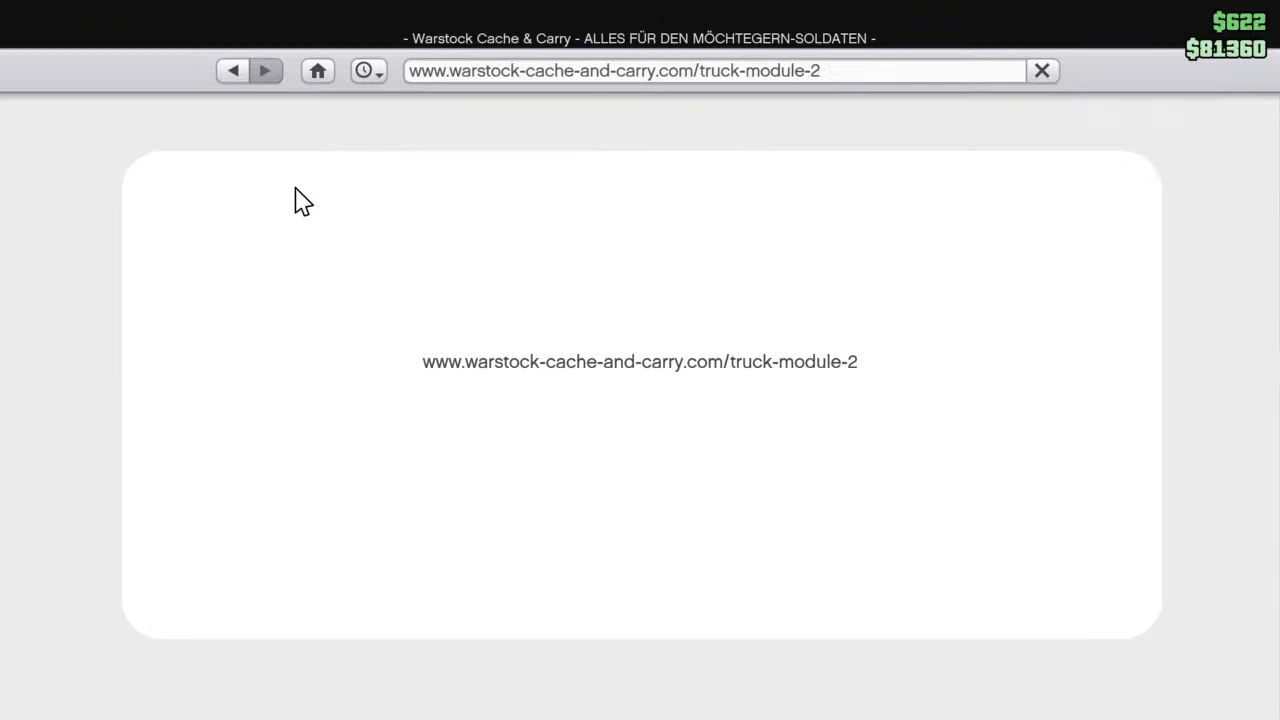 $622
- Warstock Cache & Carry - ALLES FÜR DEN MÖCHTEGERN-SOLDATEN -
$81360
www.warstock-cache-and-carry.com/truck-module-2
www.warstock-cache-and-carry.com/truck-module-2